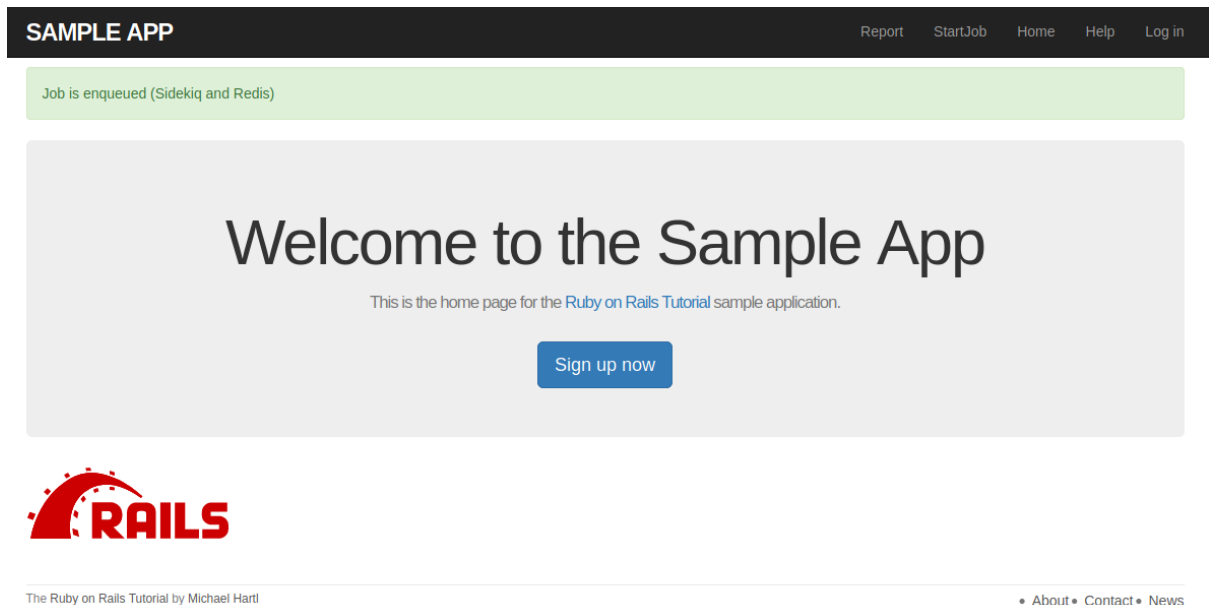 SAMPLE APP Report StartJob Home Help Log in
Job is enqueued (Sidekiq and Redis)
Welcome to the Sample App
This is the home page for the Ruby on Rails Tutorial sample application.
Sign up now
RAILS
The Ruby on Rails Tutorial by Michael Hartl • About • Contact • News